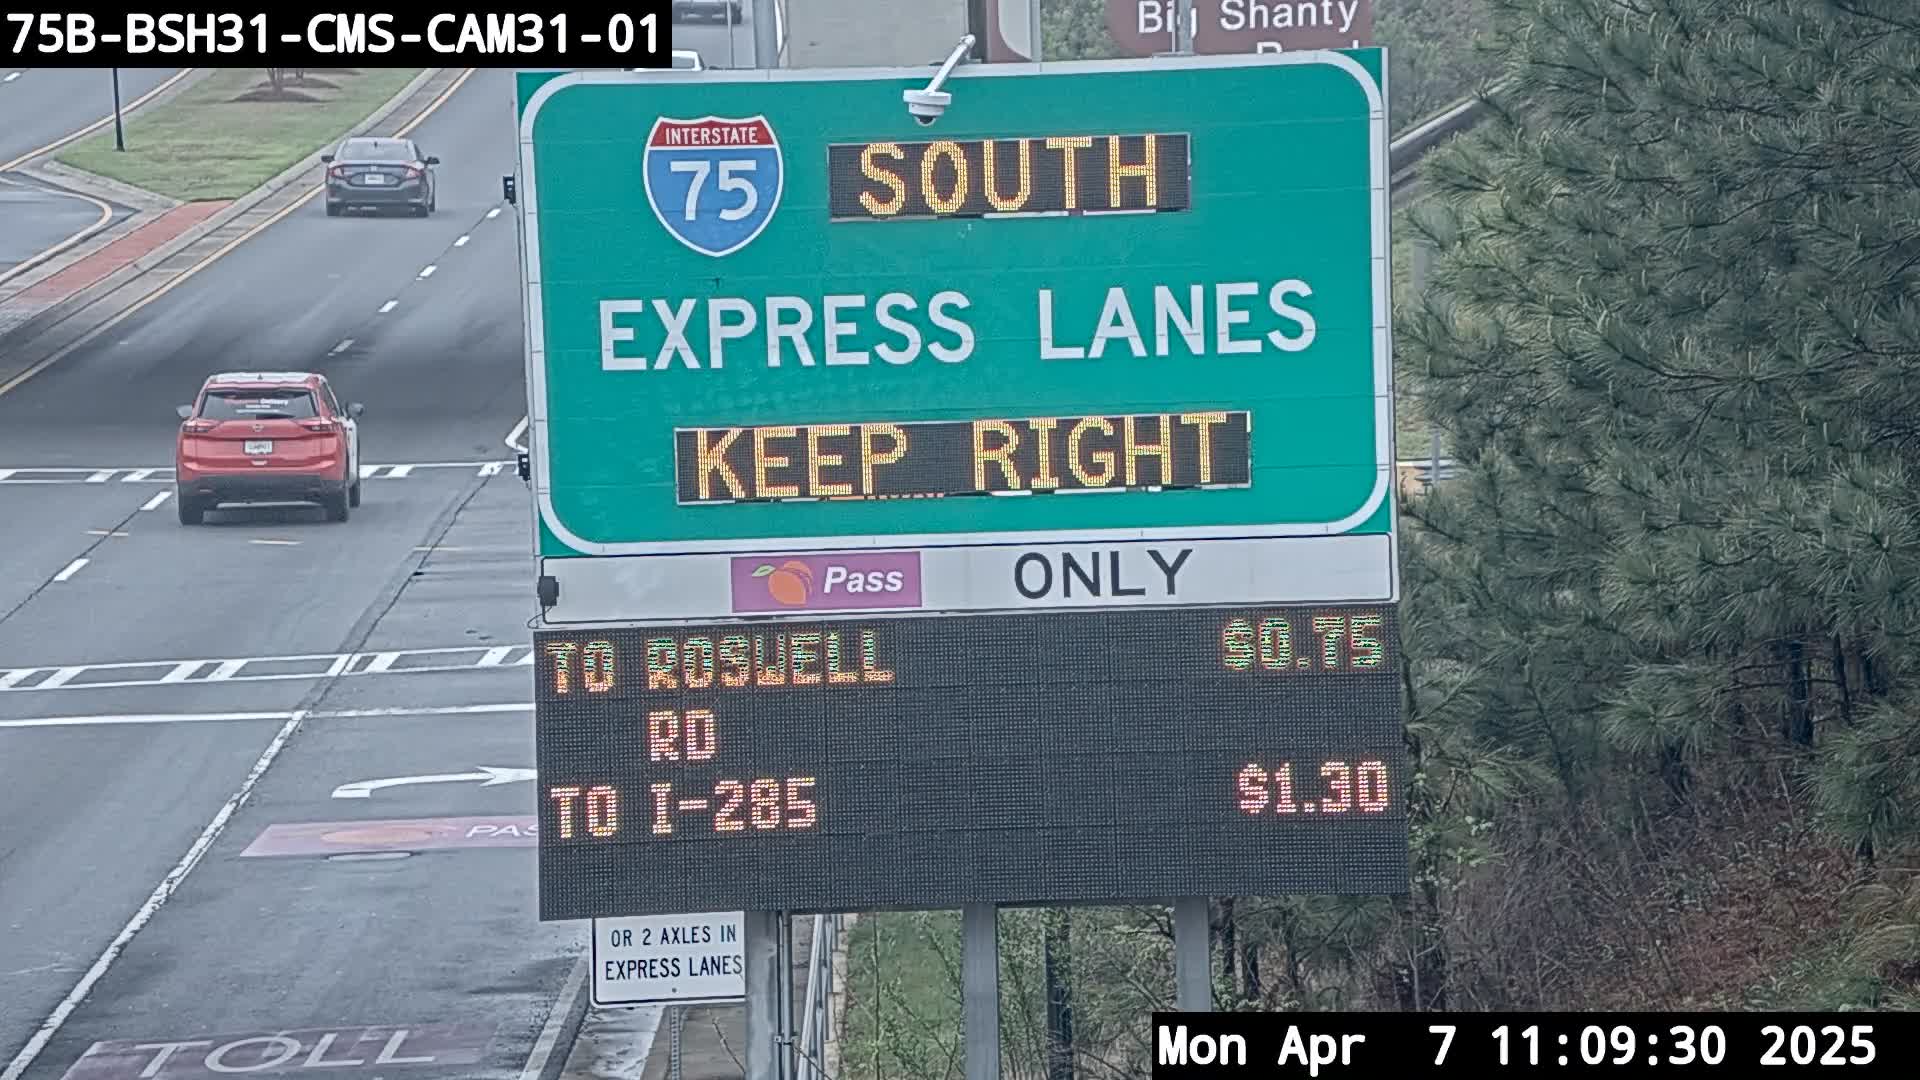 75B-BSH31-CMS-CAM31-01
Big Shanty
Road
INTERSTATE
75
SOUTH
EXPRESS LANES
KEEP RIGHT
Pass ONLY
TO ROSWELL $0.75
RD
TO I-285 $1.30
OR 2 AXLES IN
EXPRESS LANES
PAS
TOLL
Mon Apr 7 11:09:30 2025